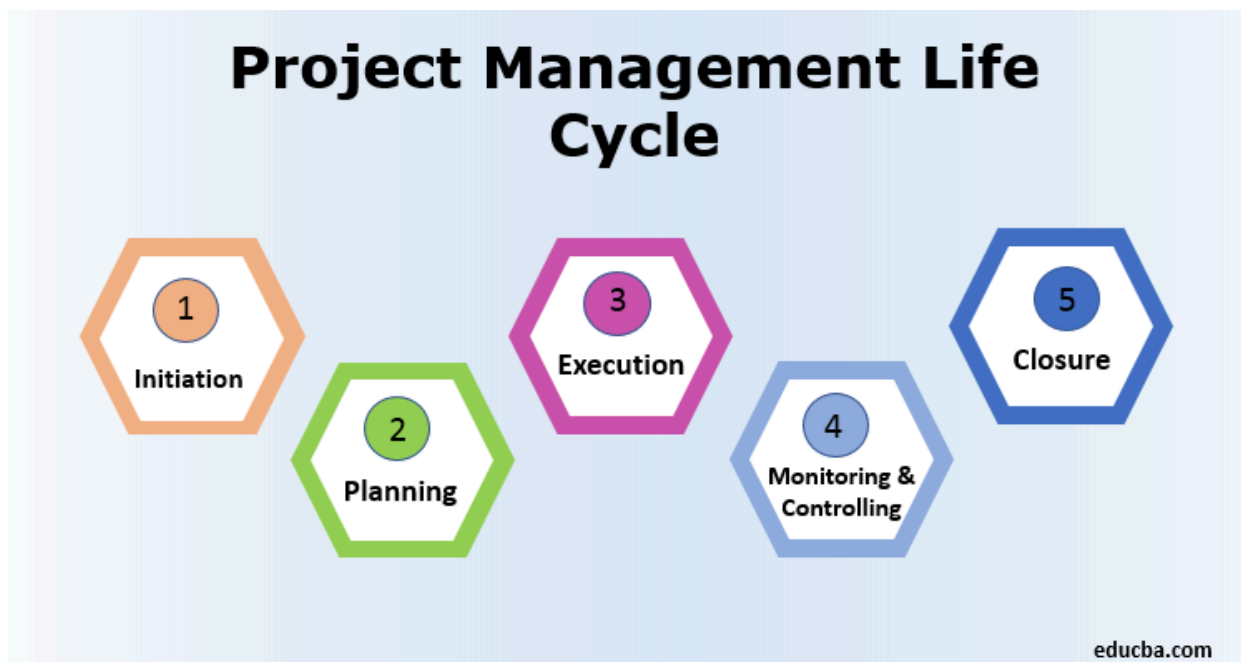 Project Management Life
Cycle
1
Initiation
2
Planning
3
Execution
4
Monitoring &
Controlling
5
Closure
educba.com